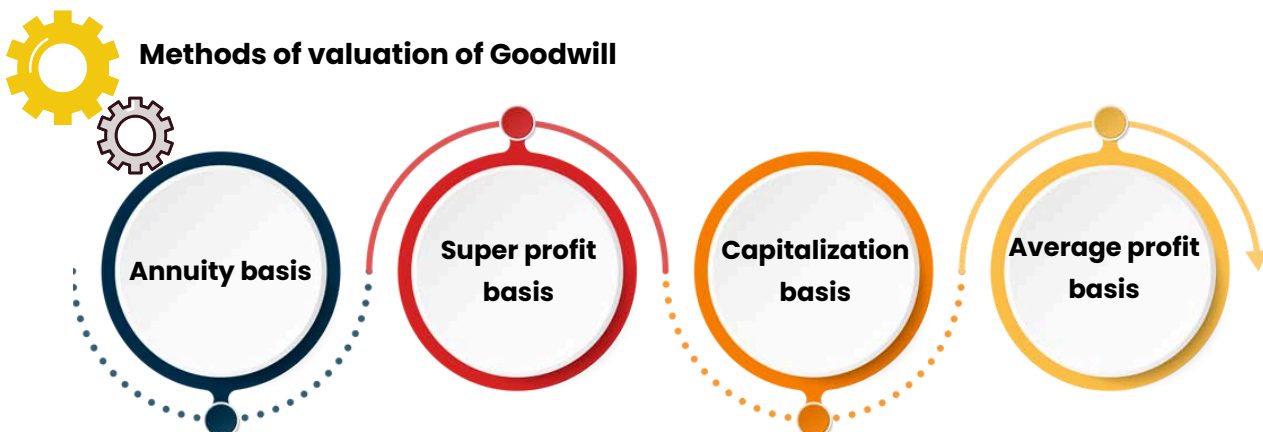 Methods of valuation of Goodwill
Annuity basis
Super profit
basis
Capitalization
basis
Average profit
basis